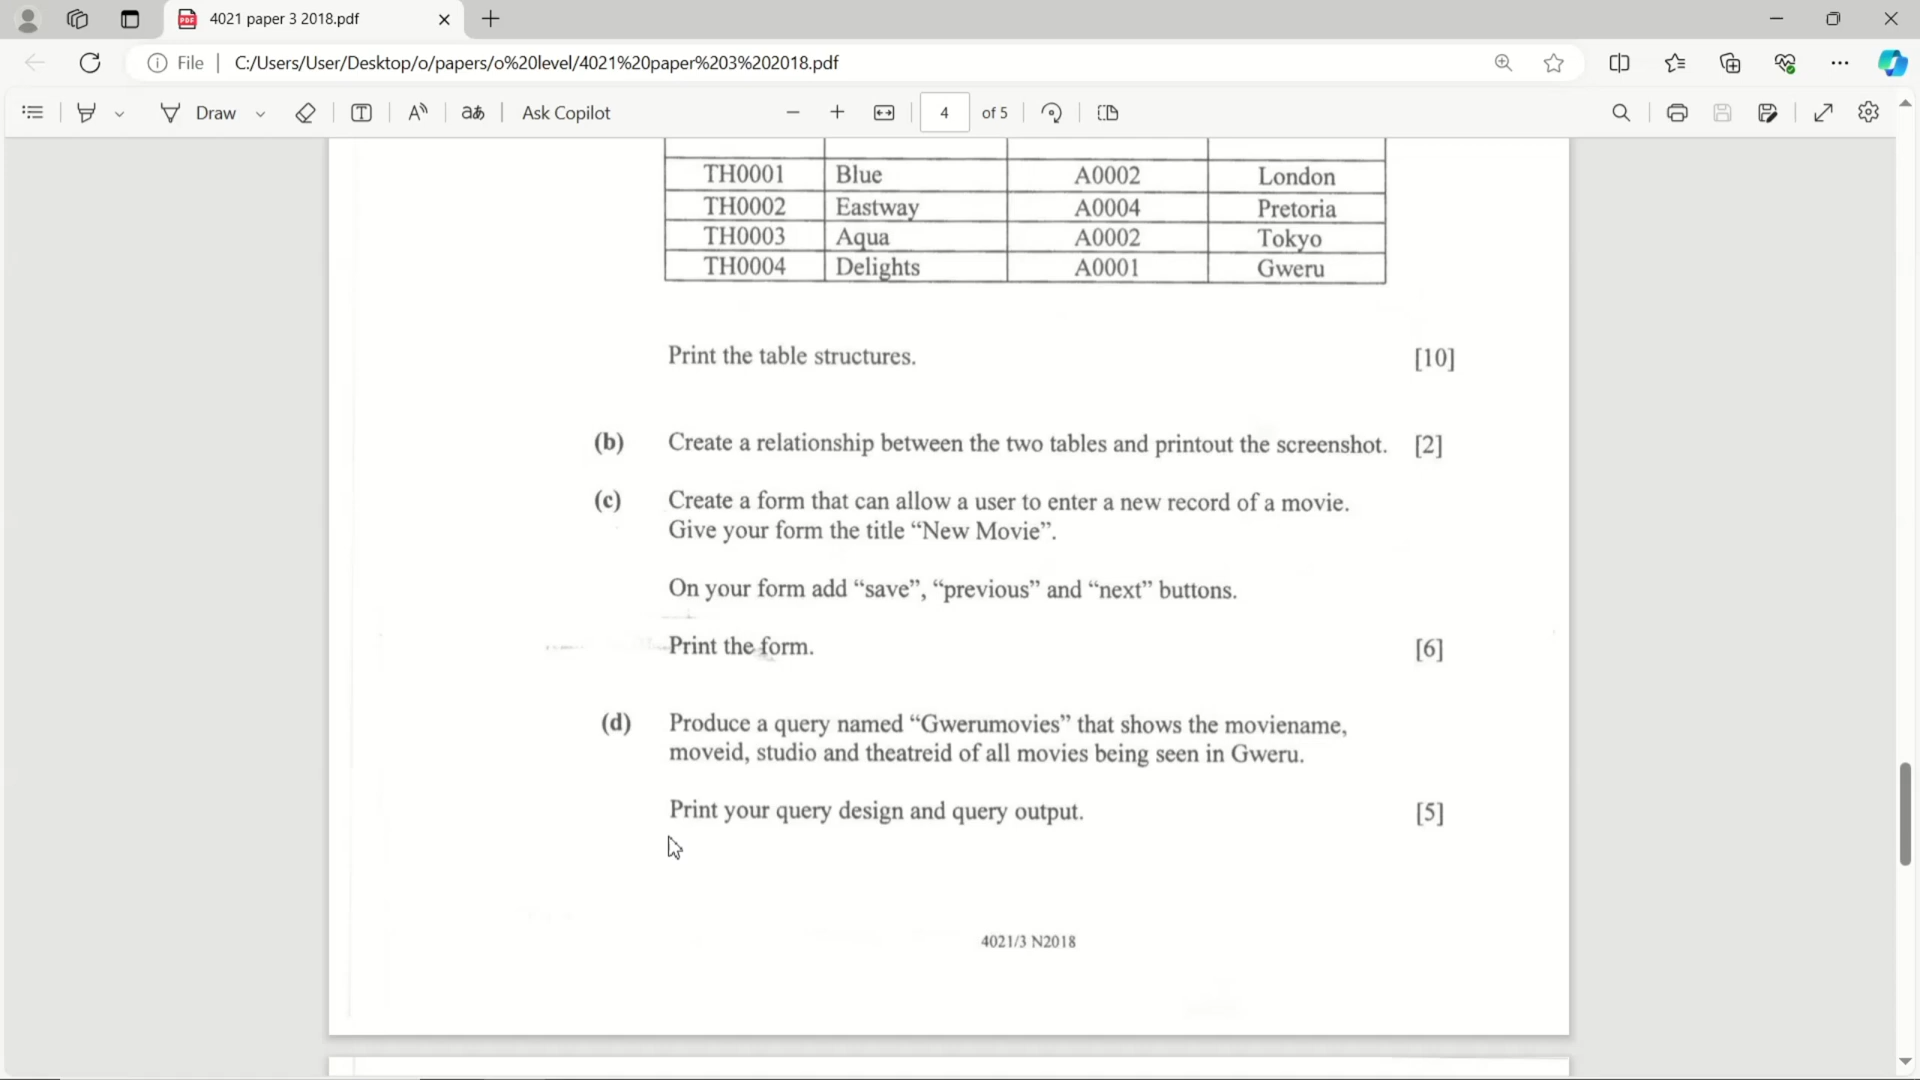 4021 paper 3 2018.pdf
File
C:/Users/User/Desktop/o/papers/o%20level/4021%20paper%203%202018.pdf
Draw
aあ
Ask Copilot
4 of 5
TH0001 Blue A0002 London
TH0002 Eastway A0004 Pretoria
TH0003 Aqua A0002 Tokyo
TH0004 Delights A0001 Gweru
Print the table structures. [10]
(b) Create a relationship between the two tables and printout the screenshot. [2]
(c) Create a form that can allow a user to enter a new record of a movie.
Give your form the title “New Movie”.
On your form add “save”, “previous” and “next” buttons.
Print the form. [6]
(d) Produce a query named “Gwerumovies” that shows the moviename,
moveid, studio and theatreid of all movies being seen in Gweru.
Print your query design and query output. [5]
4021/3 N2018